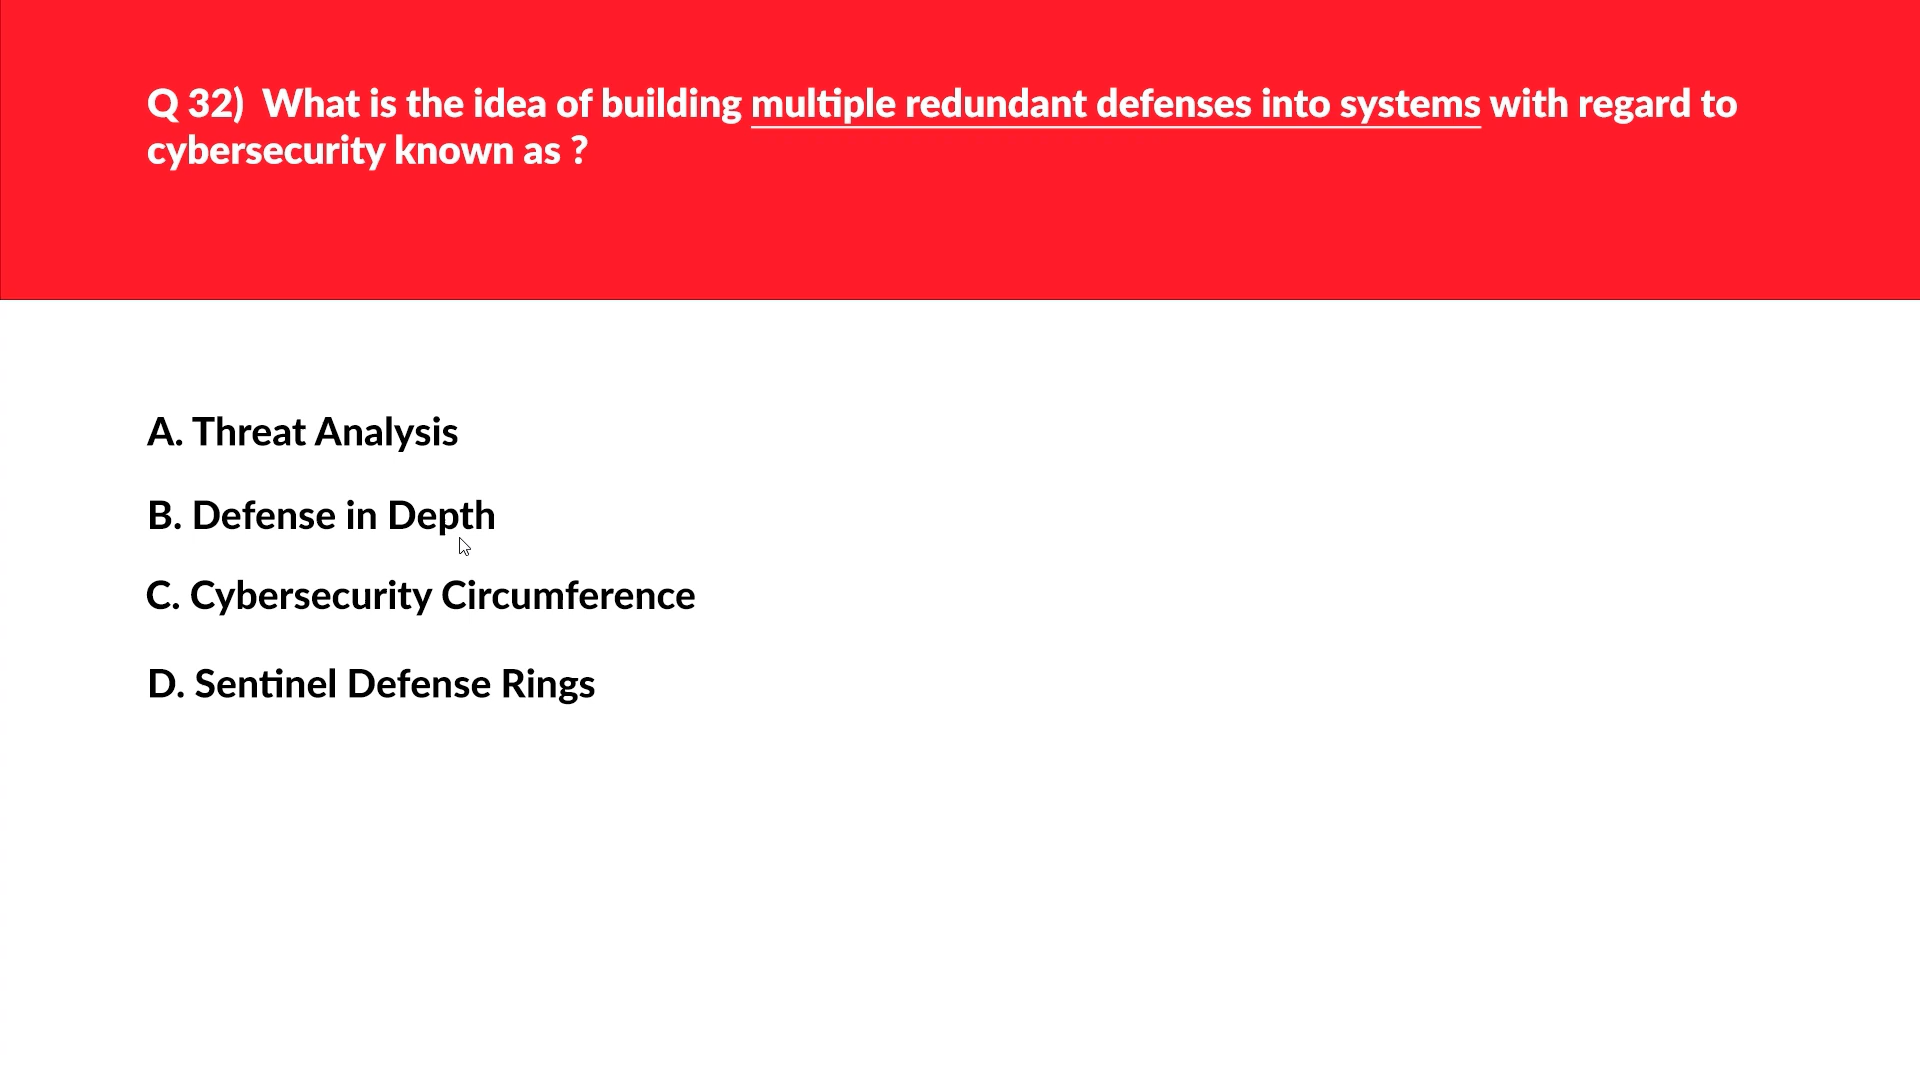 Q 32)  What is the idea of building multiple redundant defenses into systems with regard to
cybersecurity known as ?
A. Threat Analysis
B. Defense in Depth
C. Cybersecurity Circumference
D. Sentinel Defense Rings